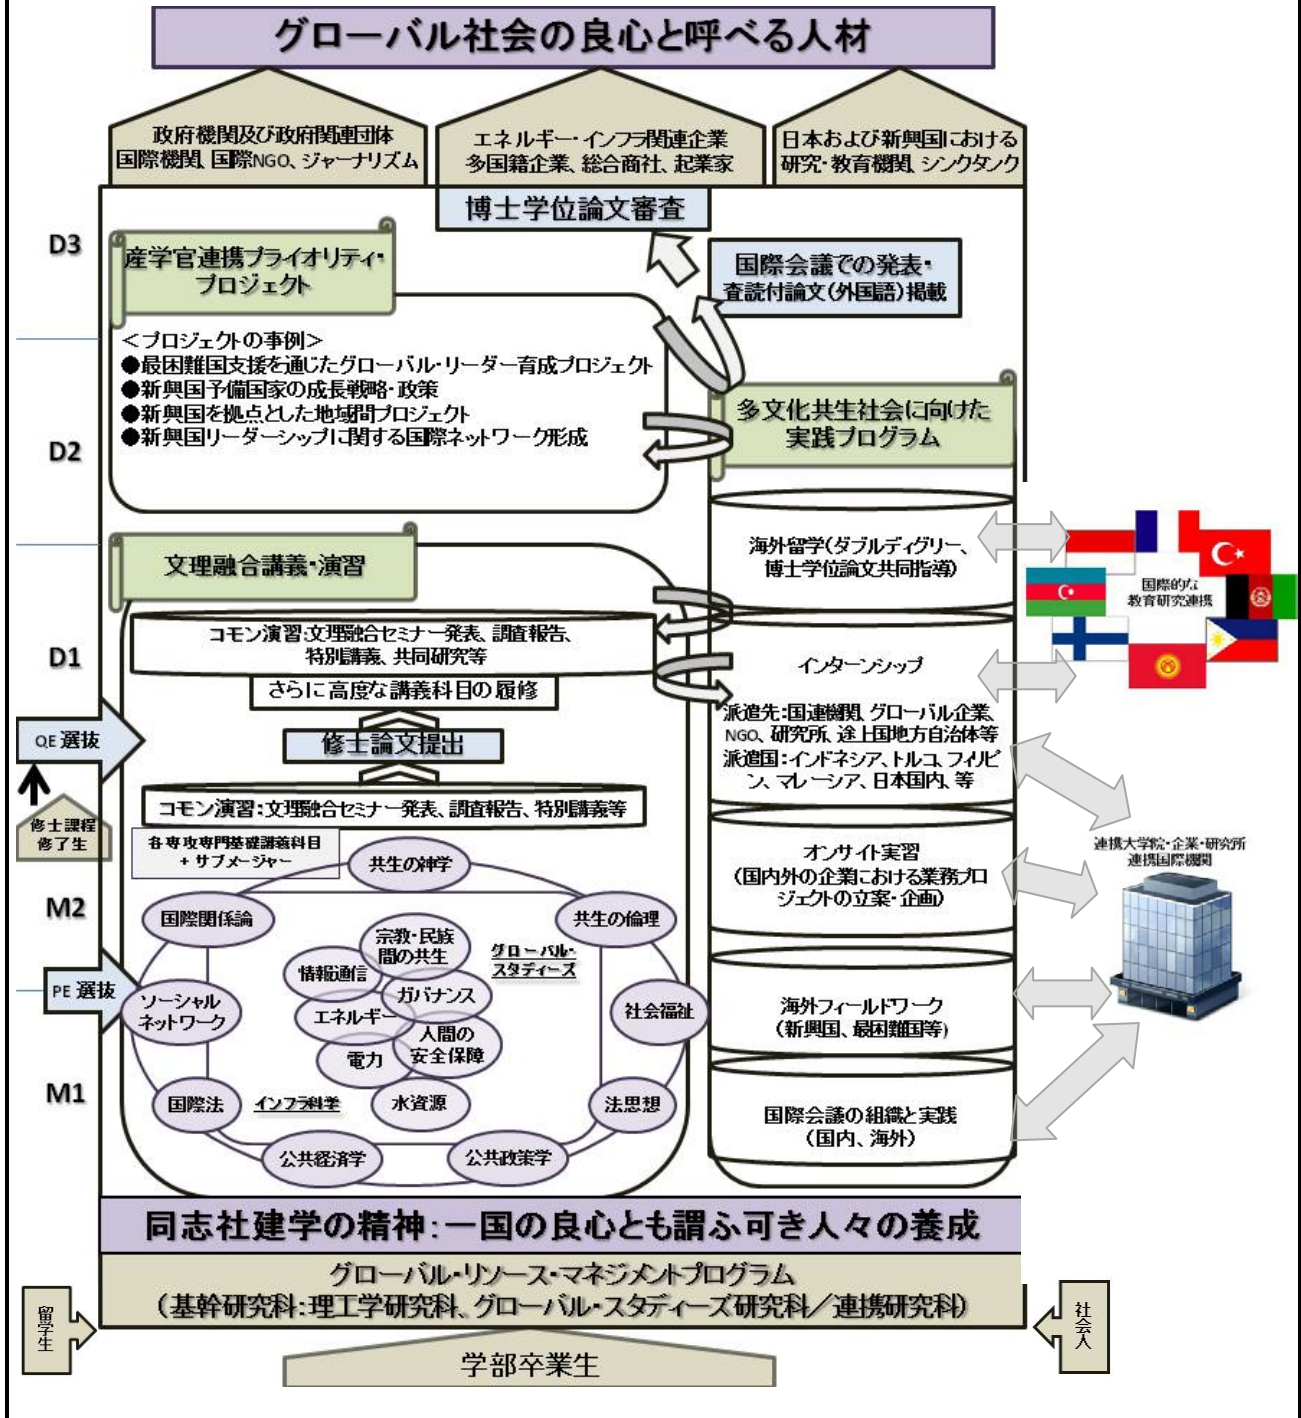 グローバル社会の良心と呼べる人材
政府機関及び政府関連団体
国際機関、国際NGO、ジャーナリズム
エネルギー・インフラ関連企業
多国籍企業、総合商社、起業家
日本および新興国における
研究・教育機関、シンクタンク
博士学位論文審査
D3
産学官連携プライオリティ・
プロジェクト
国際会議での発表・
査読付論文(外国語)掲載
＜プロジェクトの事例＞
●最困難国支援を通じたグローバル・リーダー育成プロジェクト
●新興国予備国家の成長戦略・政策
●新興国を拠点とした地域間プロジェクト
●新興国リーダーシップに関する国際ネットワーク形成
D2
多文化共生社会に向けた
実践プログラム
海外留学(ダブルディグリー、
博士学位論文共同指導)
国際的な
教育研究連携
文理融合講義・演習
コモン演習:文理融合セミナー発表、調査報告、
特別講義、共同研究等
D1
さらに高度な講義科目の履修
インターンシップ
派遣先:国連機関、グローバル企業、
NGO、研究所、途上国地方自治体等
派遣国:インドネシア、トルコ、フィリピ
ン、マレーシア、日本国内、等
QE 選抜
修士論文提出
修士課程
修了生
コモン演習:文理融合セミナー発表、調査報告、特別講義等
各専攻専門基礎講義科目
+ サブメージャー
オンサイト実習
(国内外の企業における業務プロ
ジェクトの立案・企画)
連携大学院・企業・研究所
連携国際機関
M2
共生の神学
国際関係論
共生の倫理
宗教・民族
間の共生
グローバル・
スタディーズ
情報通信
ガバナンス
PE 選抜
ソーシャル
ネットワーク
エネルギー
社会福祉
人間の
安全保障
電力
海外フィールドワーク
(新興国、最困難国等)
M1
国際法
インフラ科学
水資源
法思想
公共経済学
公共政策学
国際会議の組織と実践
(国内、海外)
同志社建学の精神:一国の良心とも謂ふ可き人々の養成
グローバル・リソース・マネジメントプログラム
(基幹研究科:理工学研究科、グローバル・スタディーズ研究科／連携研究科)
留学生
社会人
学部卒業生